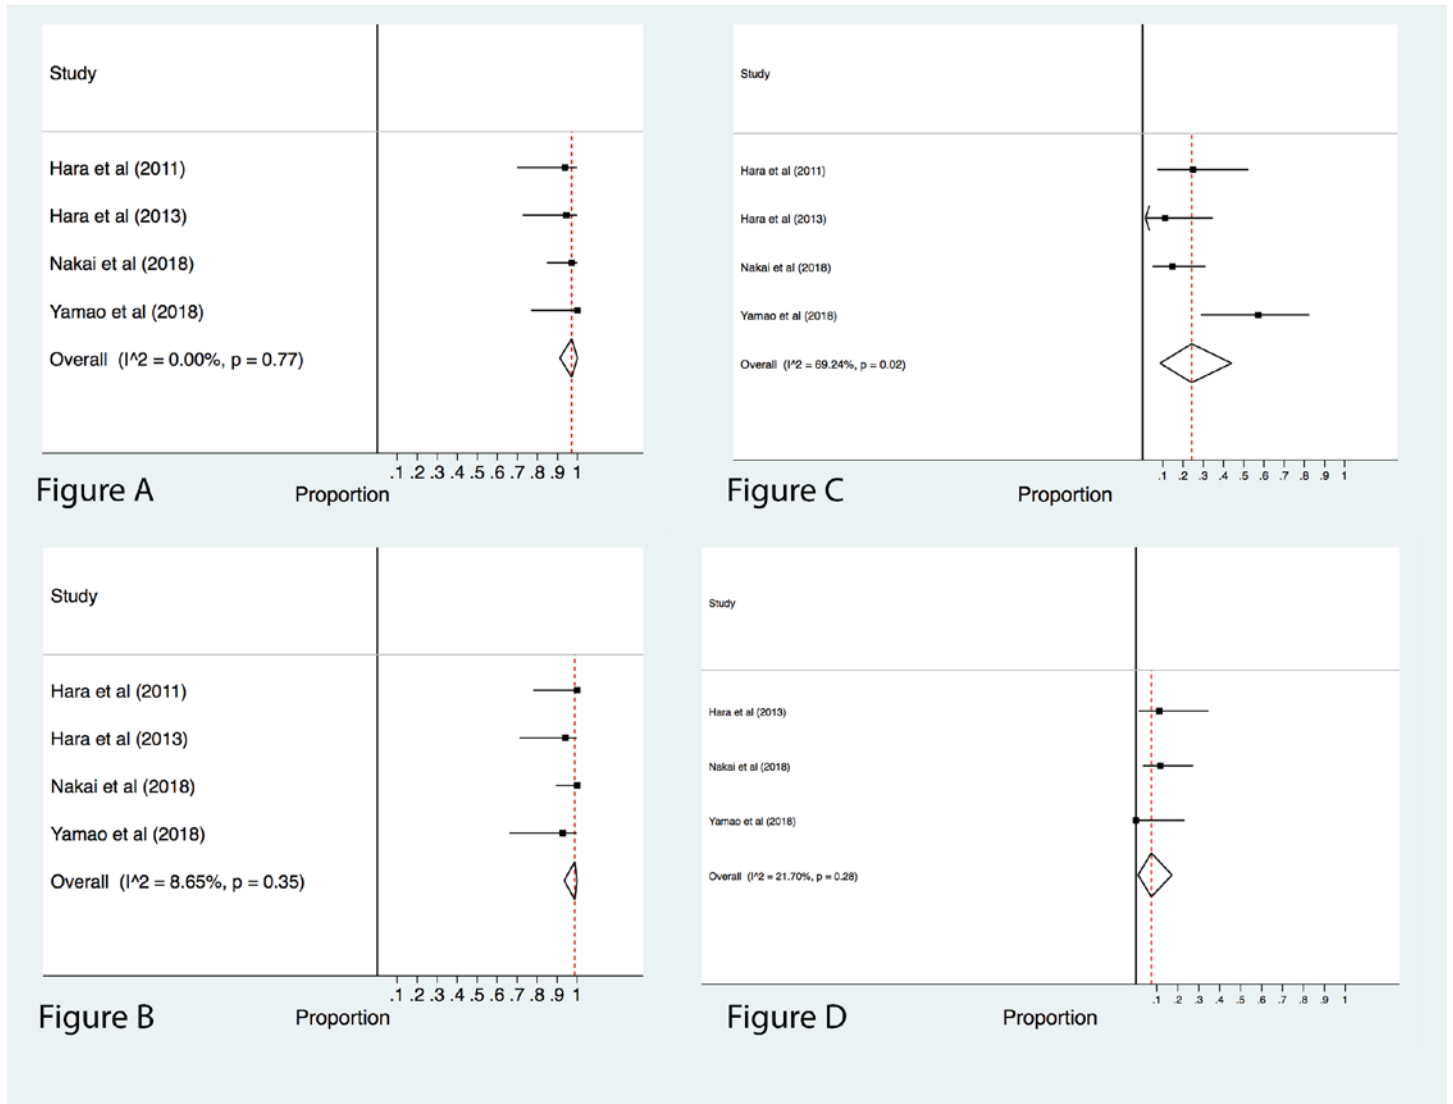 Study
Hara et al (2011)
Hara et al (2013)
Nakai et al (2018)
Yamao et al (2018)
Overall (I^2 = 0.00%, p = 0.77)
.1 .2 .3 .4 .5 .6 .7 .8 .9 1
Figure A
Proportion
Study
Hara et al (2011)
Hara et al (2013)
Nakai et al (2018)
Yamao et al (2018)
Overall (I^2 = 69.24%, p = 0.02)
.1 .2 .3 .4 .5 .6 .7 .8 .9 1
Figure C
Proportion
Study
Hara et al (2011)
Hara et al (2013)
Nakai et al (2018)
Yamao et al (2018)
Overall (I^2 = 8.65%, p = 0.35)
.1 .2 .3 .4 .5 .6 .7 .8 .9 1
Figure B
Proportion
Study
Hara et al (2013)
Nakai et al (2018)
Yamao et al (2018)
Overall (I^2 = 21.70%, p = 0.28)
.1 .2 .3 .4 .5 .6 .7 .8 .9 1
Figure D
Proportion